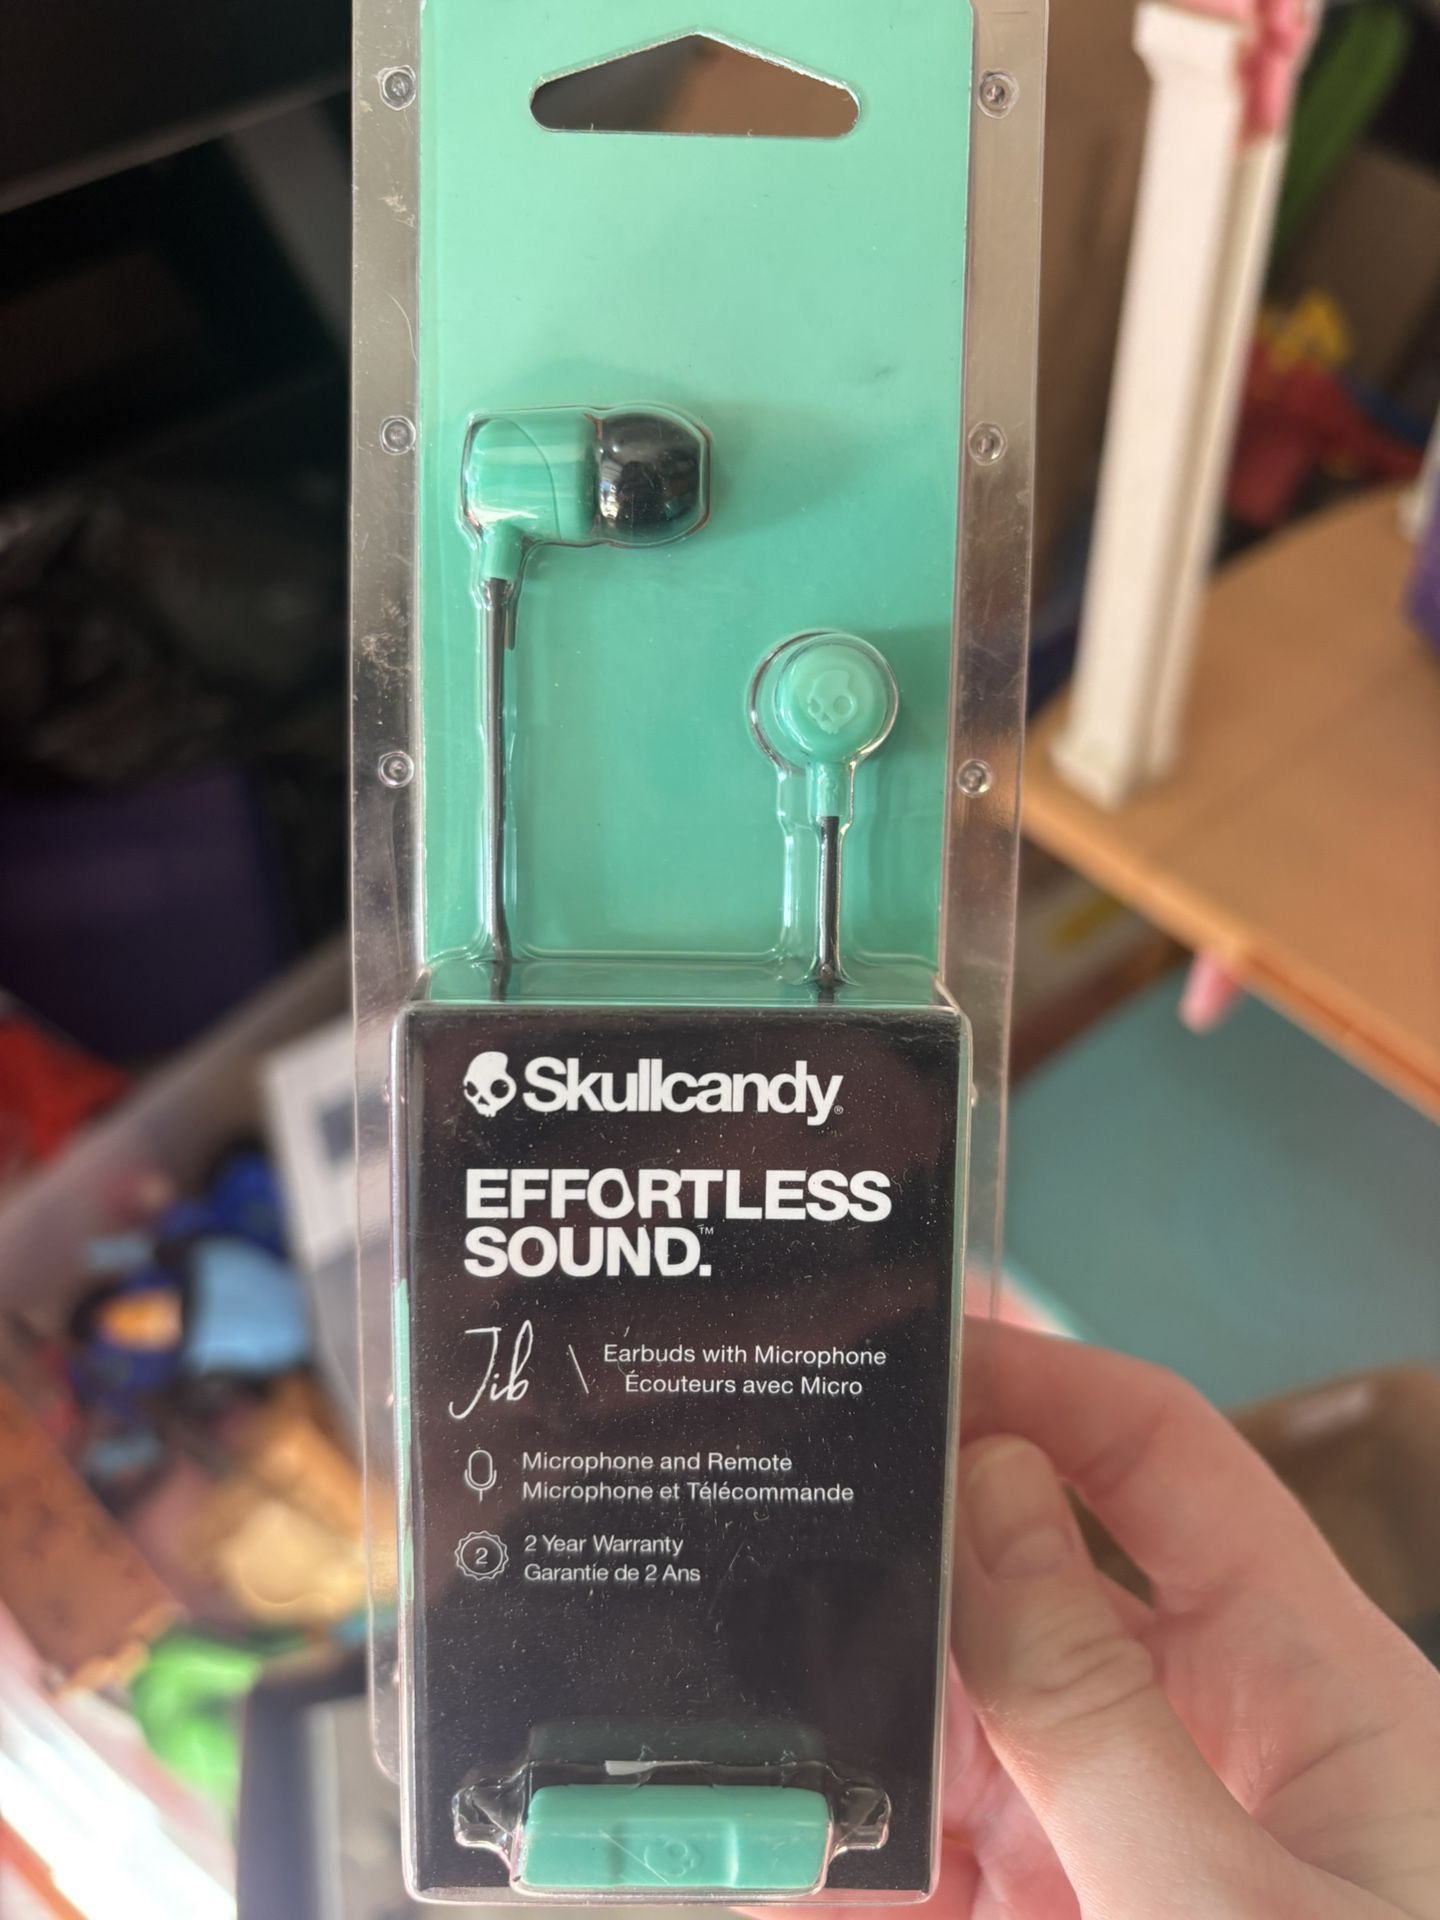 Skullcandy®
EFFORTLESS
SOUND.™
Jib \ Earbuds with Microphone
Écouteurs avec Micro
Microphone and Remote
Microphone et Télécommande
2 2 Year Warranty
Garantie de 2 Ans